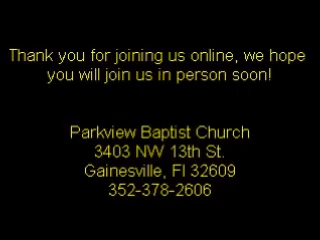 Thank you for joining us online, we hope
you will join us in person soon!
Parkview Baptist Church
3403 NW 13th St.
Gainesville, Fl 32609
352-378-2606